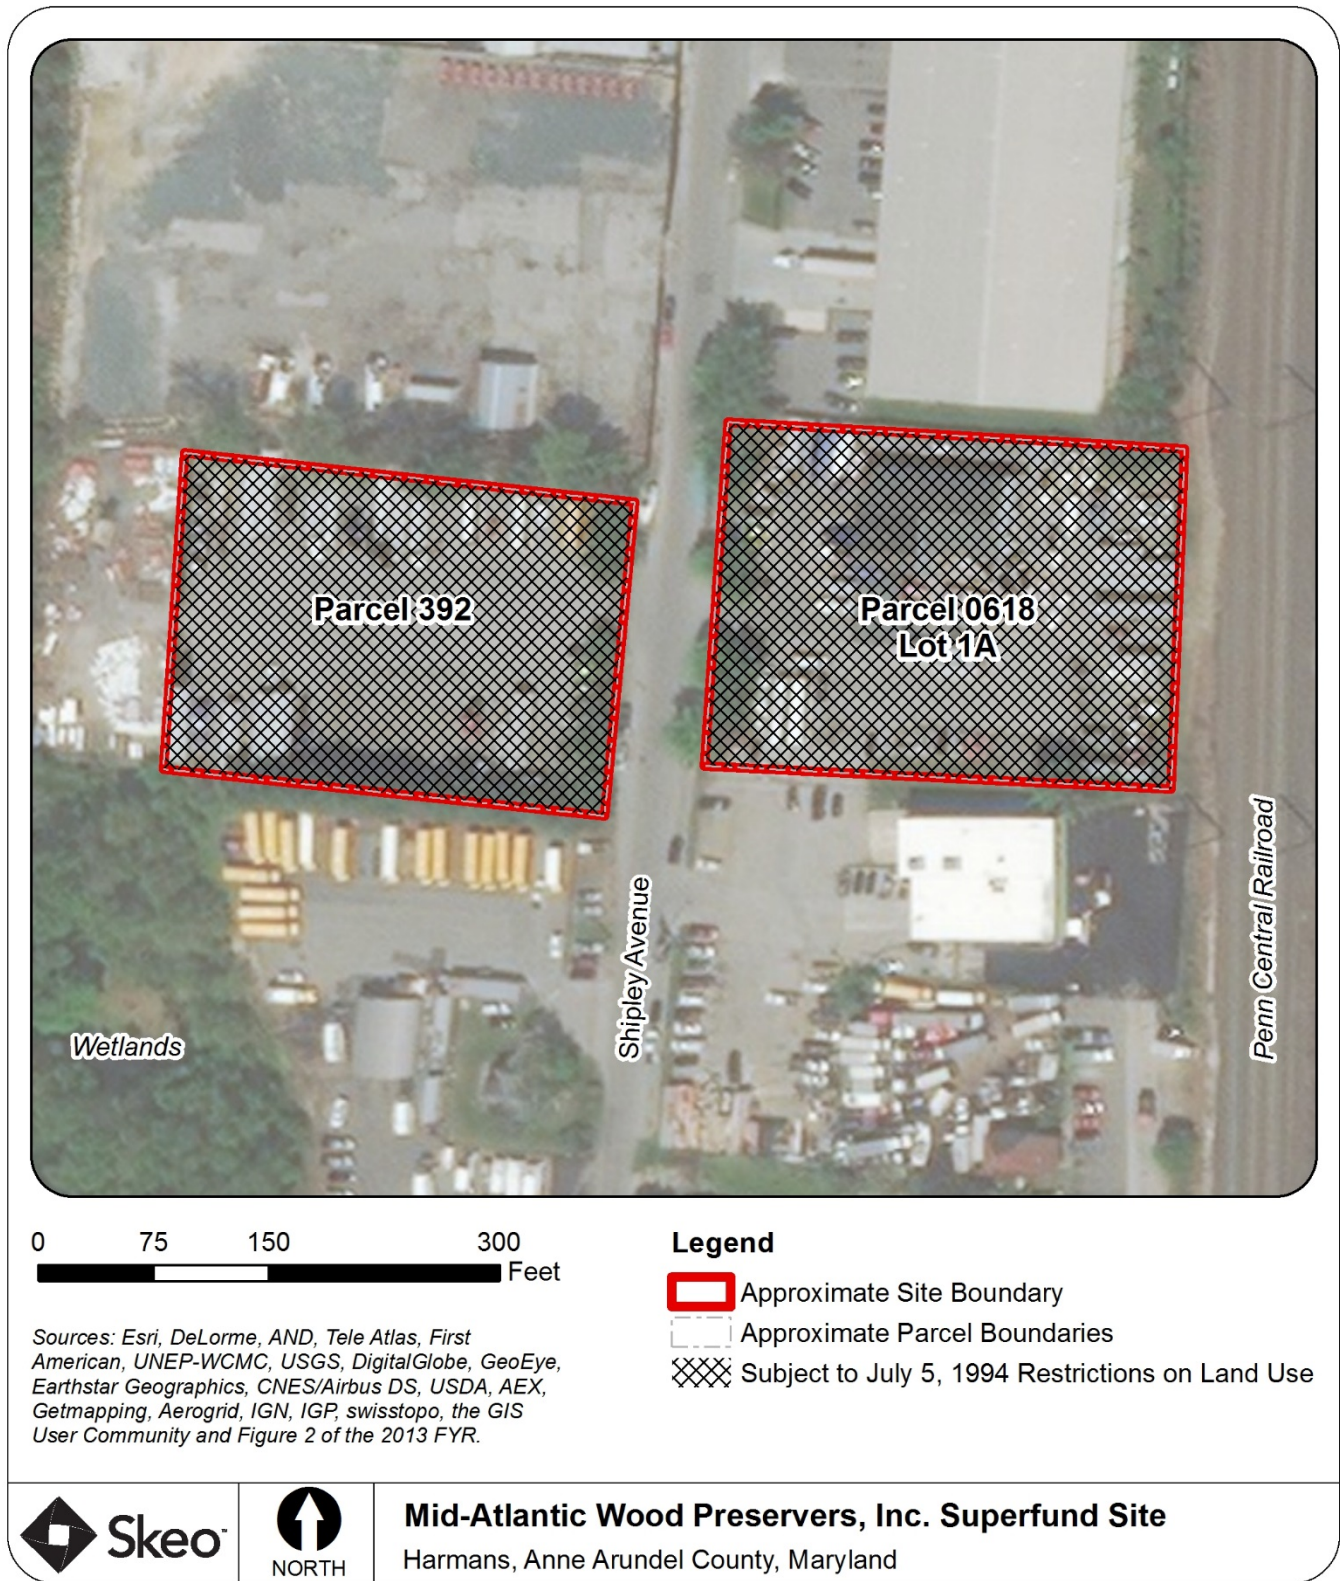 Parcel 392
Parcel 0618
Lot 1A
Shipley Avenue
Penn Central Railroad
Wetlands
0 75 150 300
Feet
Sources: Esri, DeLorme, AND, Tele Atlas, First
American, UNEP-WCMC, USGS, DigitalGlobe, GeoEye,
Earthstar Geographics, CNES/Airbus DS, USDA, AEX,
Getmapping, Aerogrid, IGN, IGP, swisstopo, the GIS
User Community and Figure 2 of the 2013 FYR.
Legend
Approximate Site Boundary
Approximate Parcel Boundaries
Subject to July 5, 1994 Restrictions on Land Use
Skeo
NORTH
Mid-Atlantic Wood Preservers, Inc. Superfund Site
Harmans, Anne Arundel County, Maryland